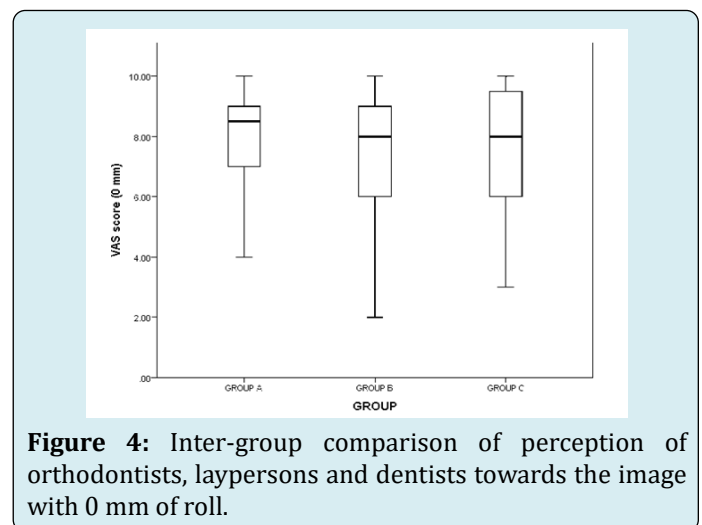 10.00
8.00
6.00
4.00
2.00
.00
VAS score (0 mm)
GROUP A
GROUP B
GROUP C
GROUP
Figure 4: Inter-group comparison of perception of
orthodontists, laypersons and dentists towards the image
with 0 mm of roll.